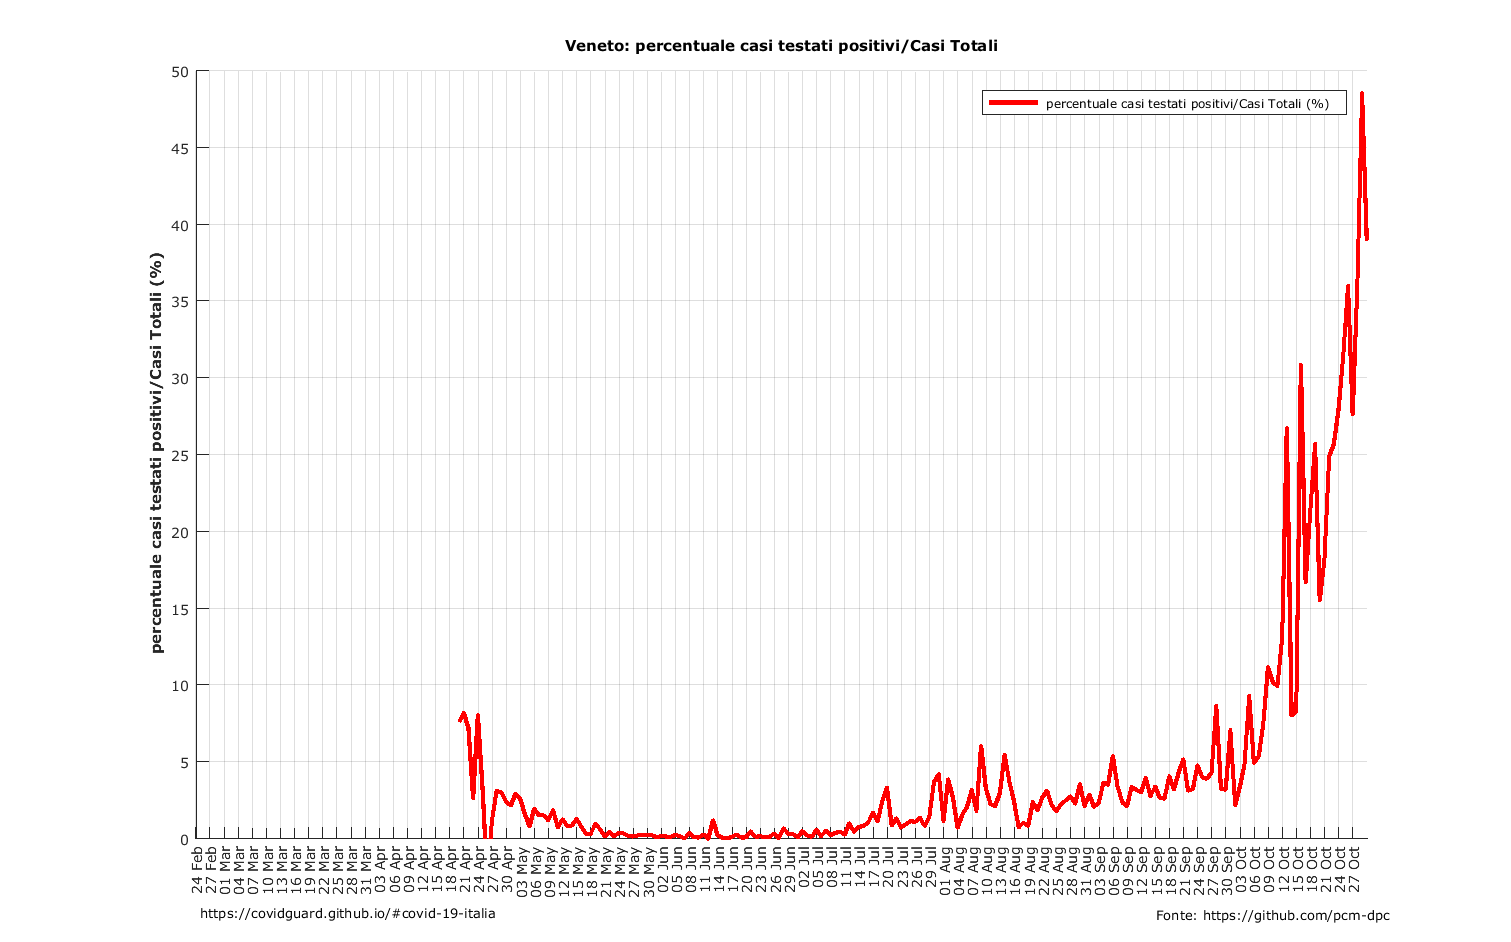 Veneto: percentuale casi testati positivi/Casi Totali
percentuale casi testati positivi/Casi Totali (%)
percentuale casi testati positivi/Casi Totali (%)
50
45
40
35
30
25
20
15
10
5
0
24 Feb
27 Feb
01 Mar
04 Mar
07 Mar
10 Mar
13 Mar
16 Mar
19 Mar
22 Mar
25 Mar
28 Mar
31 Mar
03 Apr
06 Apr
09 Apr
12 Apr
15 Apr
18 Apr
21 Apr
24 Apr
27 Apr
30 Apr
03 May
06 May
09 May
12 May
15 May
18 May
21 May
24 May
27 May
30 May
02 Jun
05 Jun
08 Jun
11 Jun
14 Jun
17 Jun
20 Jun
23 Jun
26 Jun
29 Jun
02 Jul
05 Jul
08 Jul
11 Jul
14 Jul
17 Jul
20 Jul
23 Jul
26 Jul
29 Jul
01 Aug
04 Aug
07 Aug
10 Aug
13 Aug
16 Aug
19 Aug
22 Aug
25 Aug
28 Aug
31 Aug
03 Sep
06 Sep
09 Sep
12 Sep
15 Sep
18 Sep
21 Sep
24 Sep
27 Sep
30 Sep
03 Oct
06 Oct
09 Oct
12 Oct
15 Oct
18 Oct
21 Oct
24 Oct
27 Oct
https://covidguard.github.io/#covid-19-italia
Fonte: https://github.com/pcm-dpc